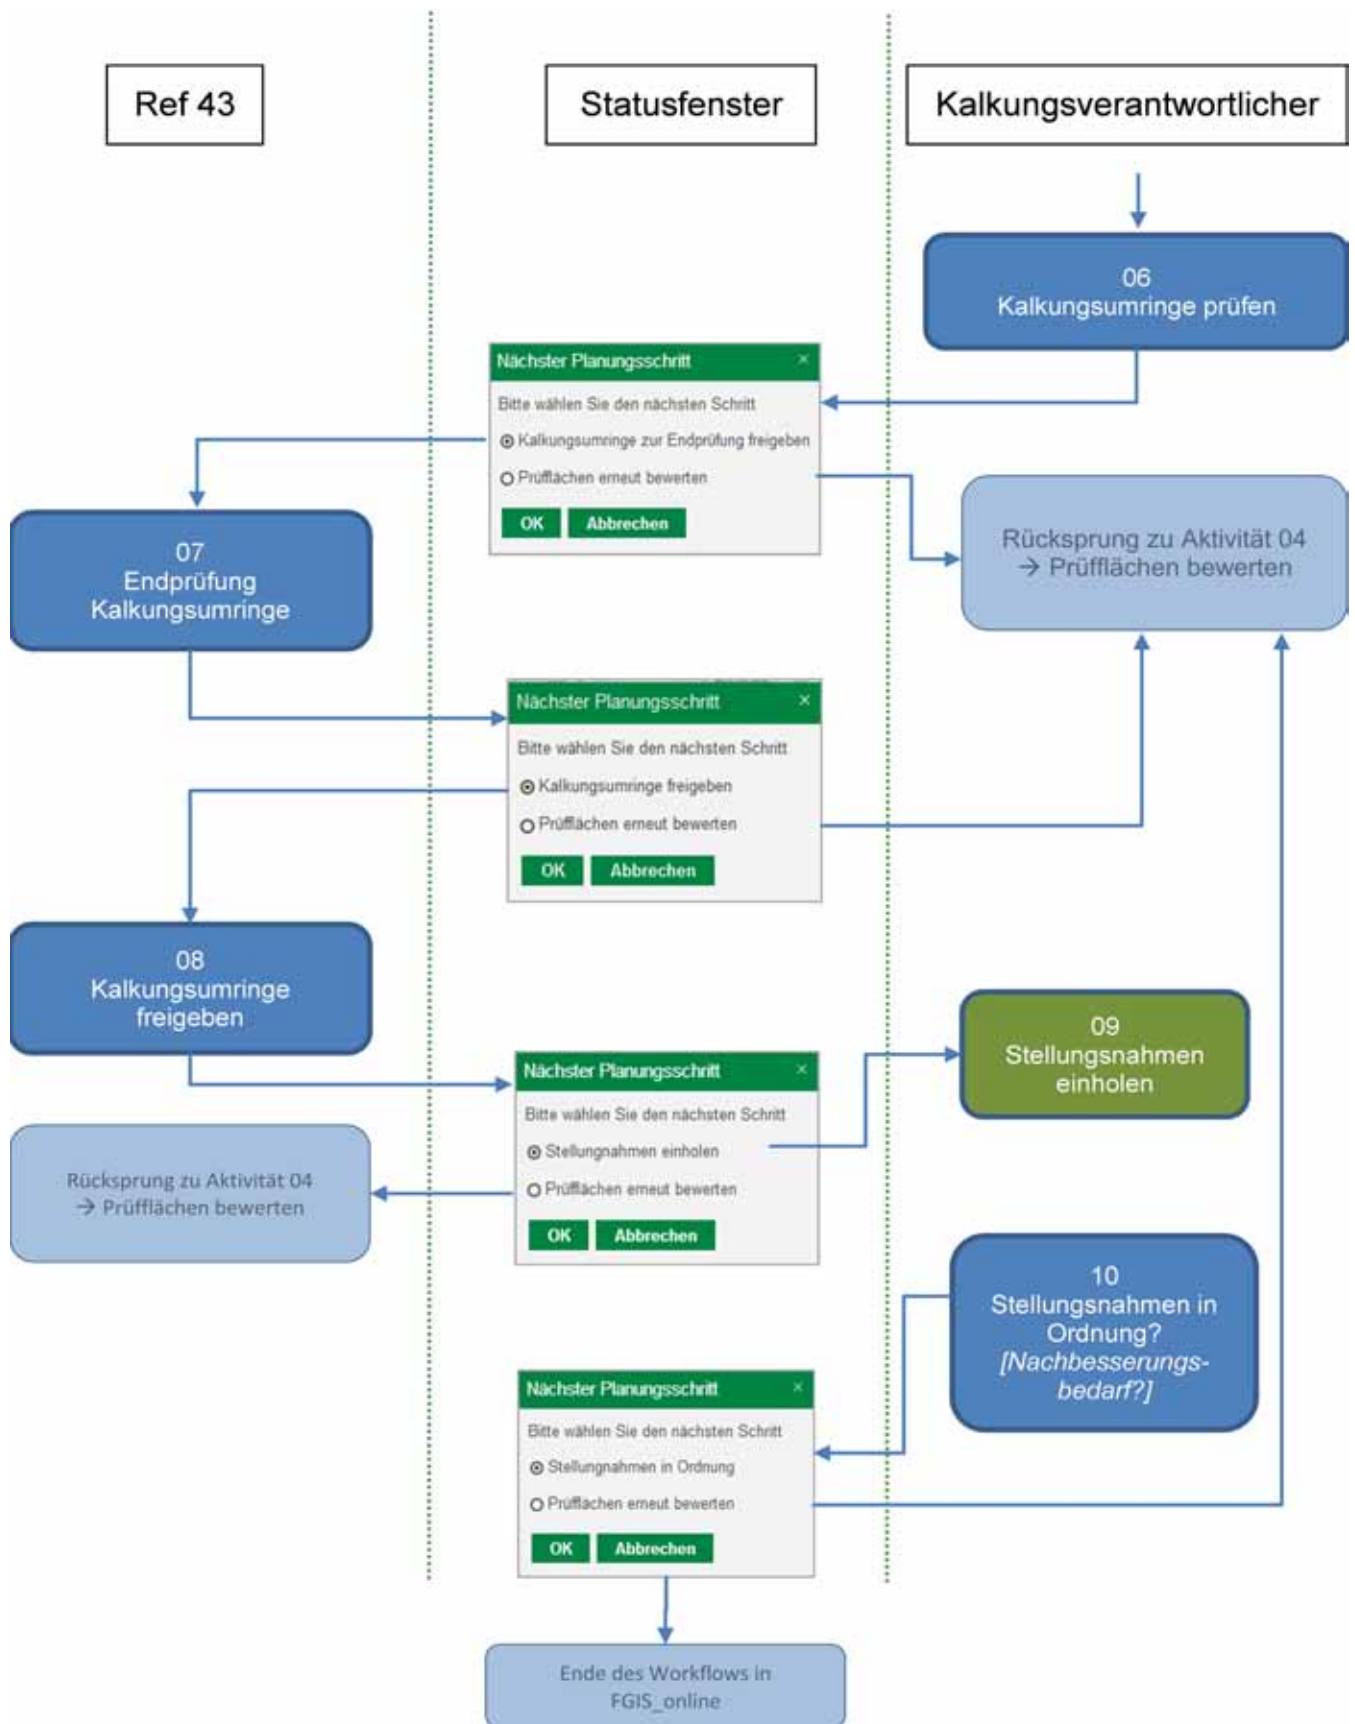 Ref 43
Statusfenster
Kalkungsverantwortlicher
06
Kalkungsumringe prüfen
Nächster Planungsschritt ×
Bitte wählen Sie den nächsten Schritt
Kalkungsumringe zur Endprüfung freigeben
Prüfflächen erneut bewerten
OK Abbrechen
Rücksprung zu Aktivität 04
→ Prüfflächen bewerten
07
Endprüfung
Kalkungsumringe
Nächster Planungsschritt ×
Bitte wählen Sie den nächsten Schritt
Kalkungsumringe freigeben
Prüfflächen erneut bewerten
OK Abbrechen
08
Kalkungsumringe
freigeben
09
Stellungsnahmen
einholen
Nächster Planungsschritt ×
Bitte wählen Sie den nächsten Schritt
Stellungnahmen einholen
Prüfflächen erneut bewerten
OK Abbrechen
Rücksprung zu Aktivität 04
→ Prüfflächen bewerten
10
Stellungsnahmen in
Ordnung?
[Nachbesserungs-
bedarf?]
Nächster Planungsschritt ×
Bitte wählen Sie den nächsten Schritt
Stellungnahmen in Ordnung
Prüfflächen erneut bewerten
OK Abbrechen
Ende des Workflows in
FGIS_online